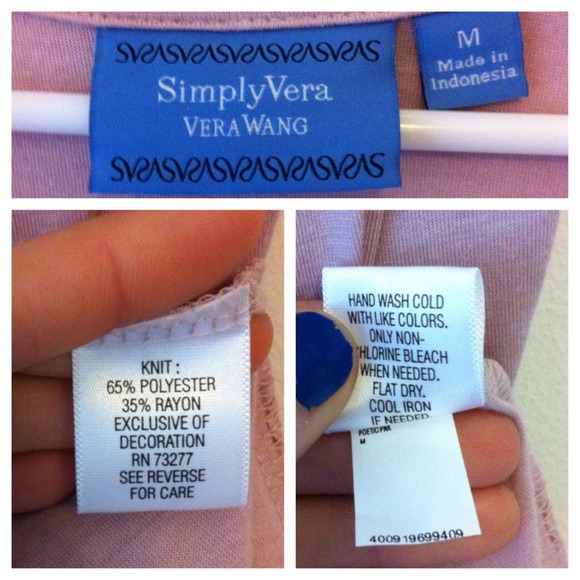 SimplyVera
VERA WANG
M
Made in
Indonesia
KNIT :
65% POLYESTER
35% RAYON
EXCLUSIVE OF
DECORATION
RN 73277
SEE REVERSE
FOR CARE
HAND WASH COLD
WITH LIKE COLORS.
ONLY NON-
CHLORINE BLEACH
WHEN NEEDED.
FLAT DRY.
COOL IRON
IF NEEDED.
POETIC PNK
M
400919699409